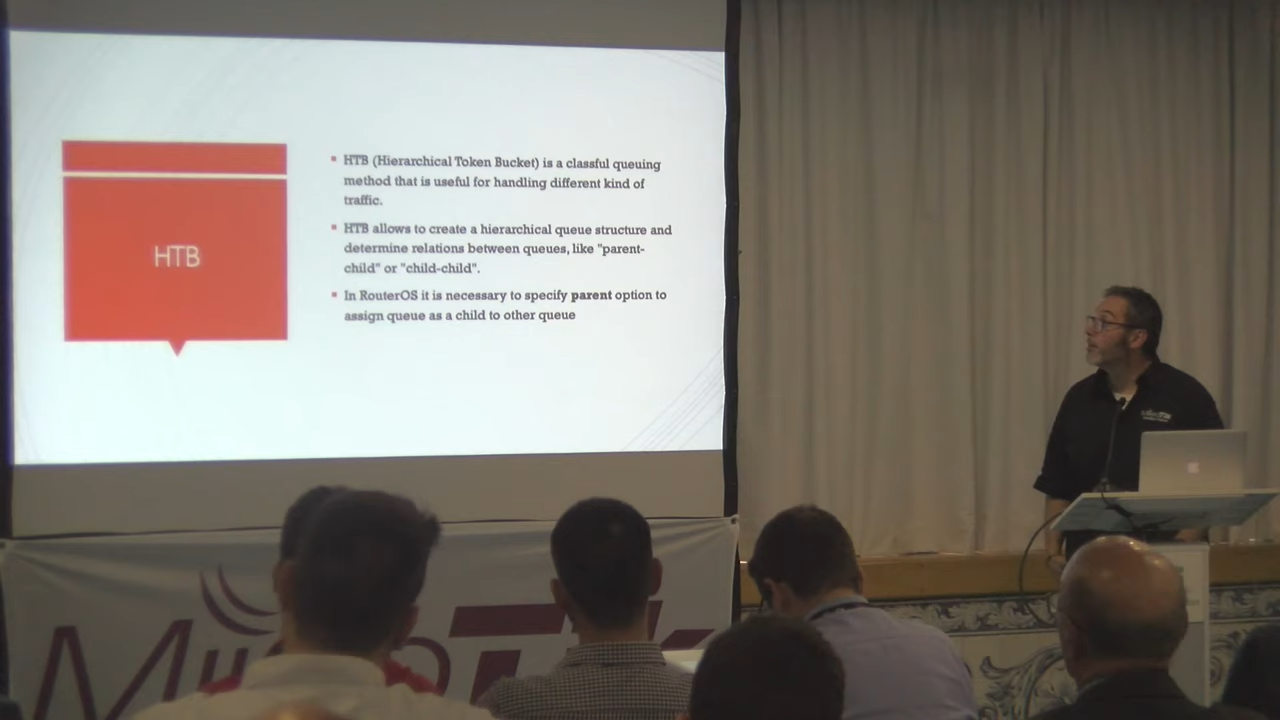 HTB
HTB (Hierarchical Token Bucket) is a classful queuing
method that is useful for handling different kind of
traffic.
HTB allows to create a hierarchical queue structure and
determine relations between queues, like "parent-
child" or "child-child".
In RouterOS it is necessary to specify parent option to
assign queue as a child to other queue